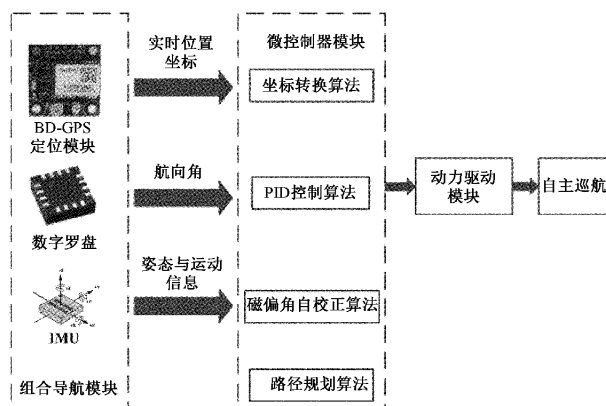 实时位置
坐标
微控制器模块
坐标转换算法
BD-GPS
定位模块
航向角
PID控制算法
动力驱动
模块
自主巡航
数字罗盘
姿态与运动
信息
磁偏角自校正算法
IMU
组合导航模块
路径规划算法